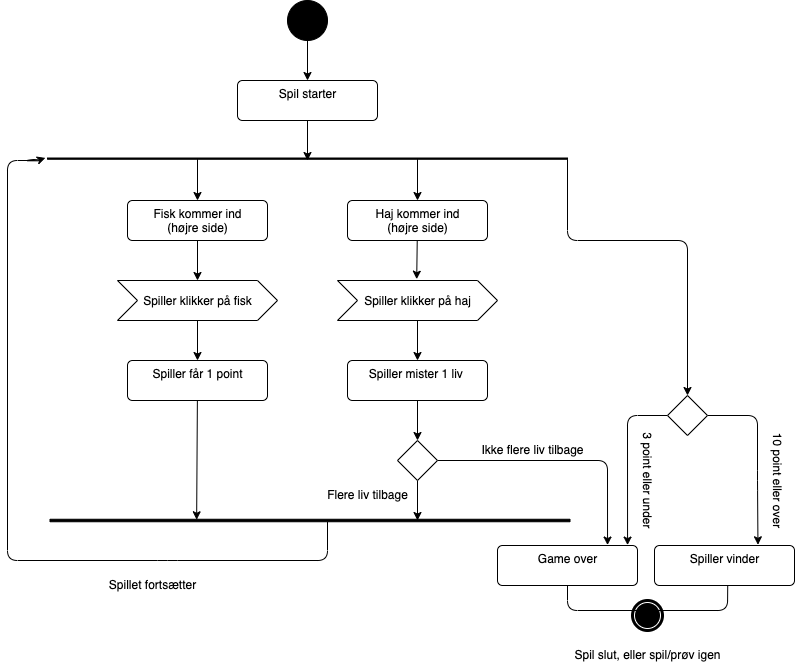 Spil starter
Fisk kommer ind
(højre side)
Haj kommer ind
(højre side)
Spiller klikker på fisk
Spiller klikker på haj
Spiller får 1 point
Spiller mister 1 liv
Ikke flere liv tilbage
Flere liv tilbage
3 point eller under
10 point eller over
Game over
Spiller vinder
Spillet fortsætter
Spil slut, eller spil/prøv igen